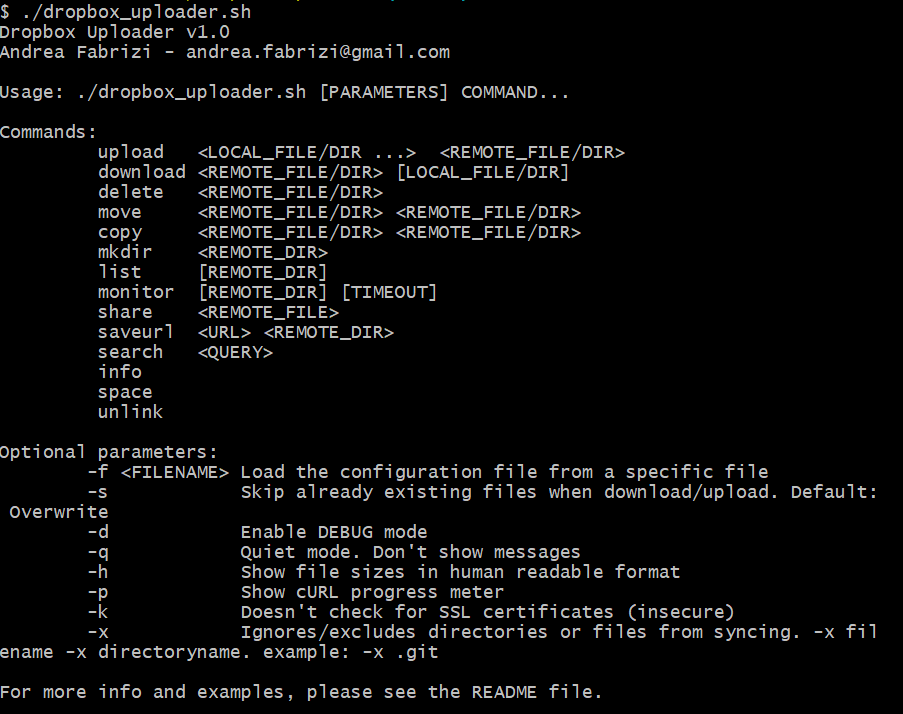 $ ./dropbox_uploader.sh
Dropbox Uploader v1.0
Andrea Fabrizi - andrea.fabrizi@gmail.com

Usage: ./dropbox_uploader.sh [PARAMETERS] COMMAND...

Commands:
         upload   <LOCAL_FILE/DIR ...>  <REMOTE_FILE/DIR>
         download <REMOTE_FILE/DIR> [LOCAL_FILE/DIR]
         delete   <REMOTE_FILE/DIR>
         move     <REMOTE_FILE/DIR> <REMOTE_FILE/DIR>
         copy     <REMOTE_FILE/DIR> <REMOTE_FILE/DIR>
         mkdir    <REMOTE_DIR>
         list     [REMOTE_DIR]
         monitor  [REMOTE_DIR] [TIMEOUT]
         share    <REMOTE_FILE>
         saveurl  <URL> <REMOTE_DIR>
         search   <QUERY>
         info
         space
         unlink

Optional parameters:
        -f <FILENAME> Load the configuration file from a specific file
        -s            Skip already existing files when download/upload. Default:
 Overwrite
        -d            Enable DEBUG mode
        -q            Quiet mode. Don't show messages
        -h            Show file sizes in human readable format
        -p            Show cURL progress meter
        -k            Doesn't check for SSL certificates (insecure)
        -x            Ignores/excludes directories or files from syncing. -x fil
ename -x directoryname. example: -x .git

For more info and examples, please see the README file.